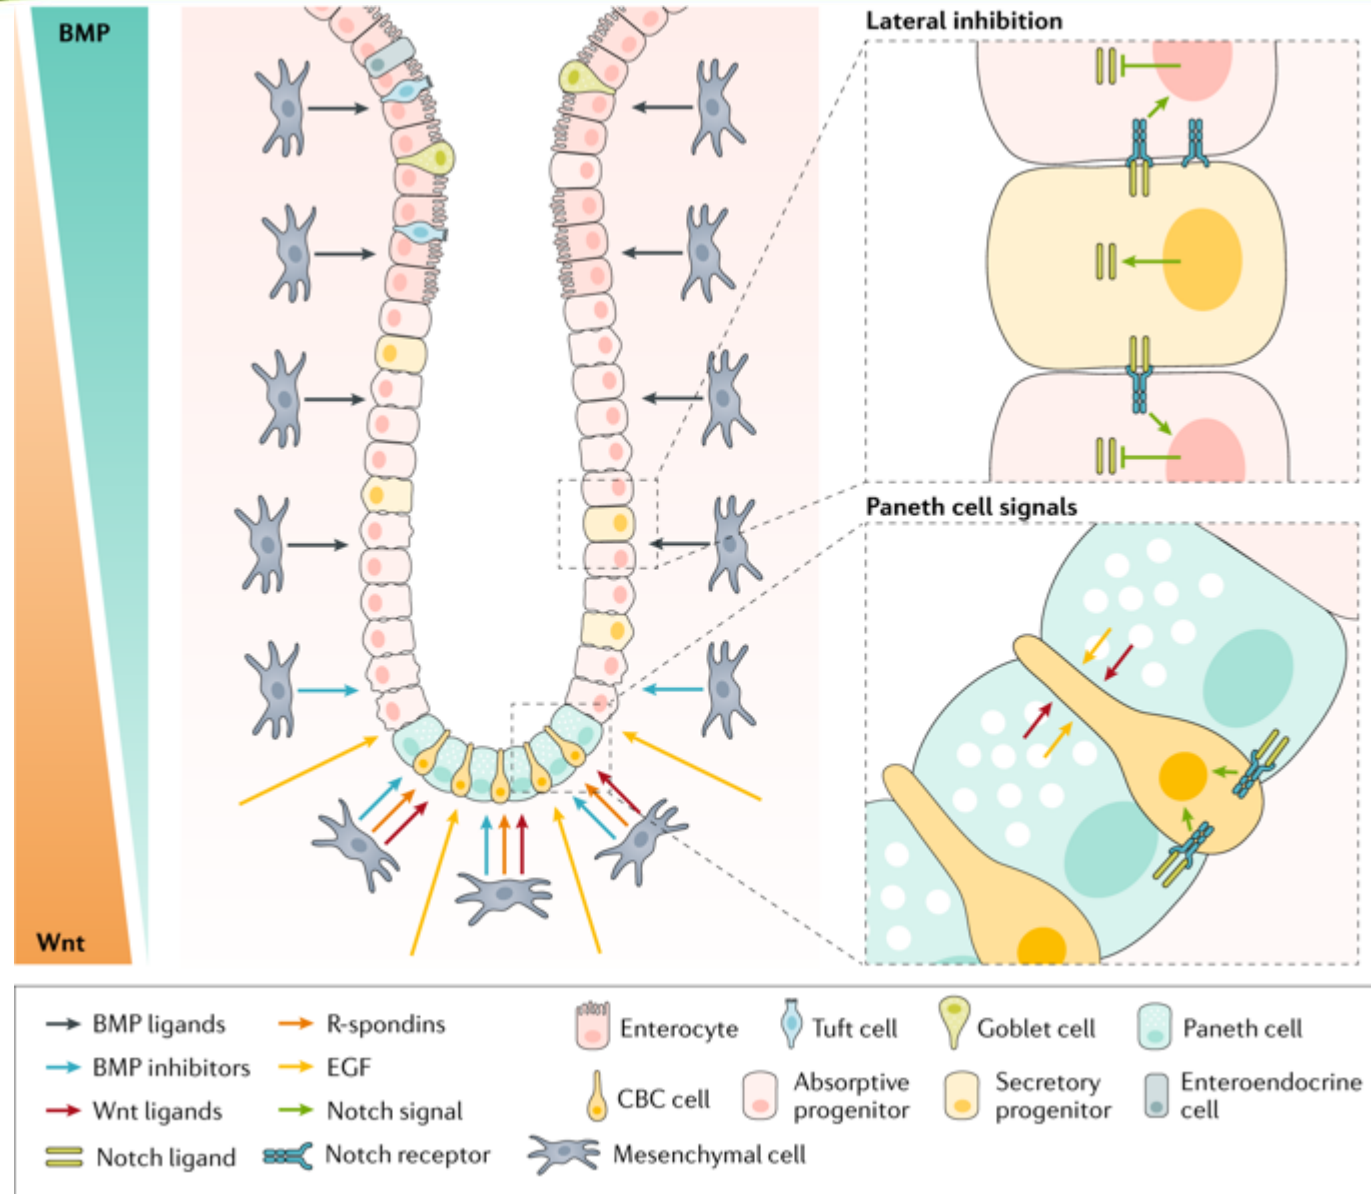 BMP
Wnt
Lateral inhibition
Paneth cell signals
BMP ligands
R-spondins
Enterocyte
Tuft cell
Goblet cell
Paneth cell
BMP inhibitors
EGF
CBC cell
Absorptive
progenitor
Secretory
progenitor
Enteroendocrine
cell
Wnt ligands
Notch signal
Notch ligand
Notch receptor
Mesenchymal cell